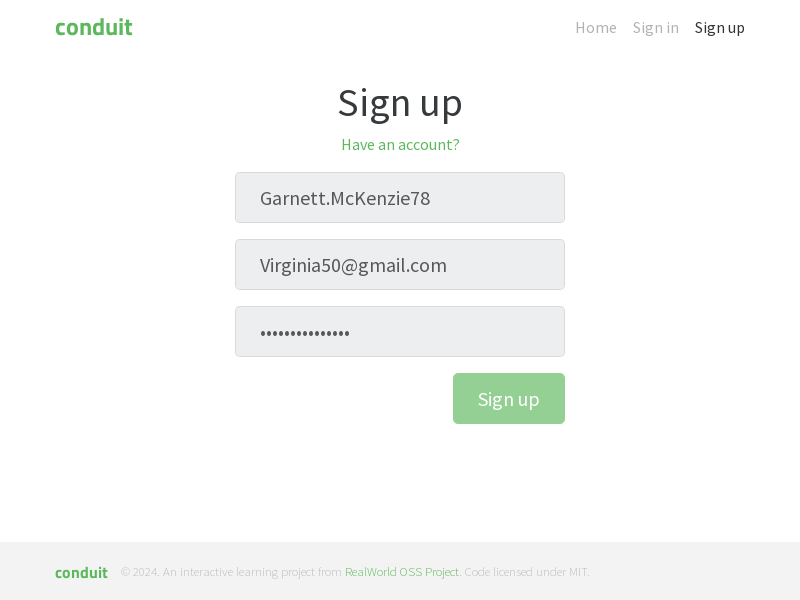 conduit
Home Sign in Sign up
Sign up
Have an account?
Garnett.McKenzie78
Virginia50@gmail.com
•••••••••••••••
Sign up
conduit © 2024. An interactive learning project from RealWorld OSS Project. Code licensed under MIT.